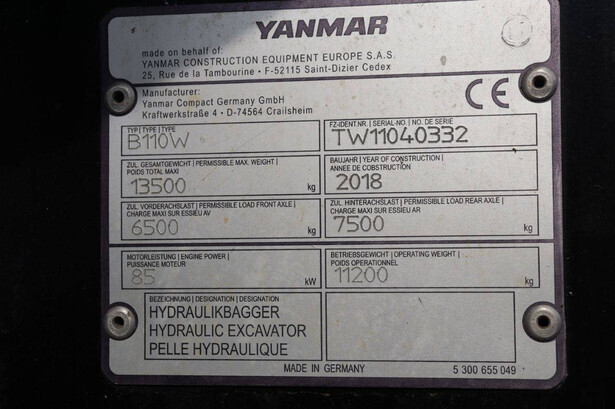 YANMAR
made on behalf of:
YANMAR CONSTRUCTION EQUIPMENT EUROPE S.A.S.
25, Rue de la Tambourine • F-52115 Saint-Dizier Cedex
Manufacturer:
Yanmar Compact Germany GmbH
Kraftwerkstraße 4 • D-74564 Crailsheim
CE
TYP | TYPE | TYPE
B110W
FZ-IDENT.NR. | SERIAL-NO. | NO. DE SÉRIE
TW11040332
ZUL. GESAMTGEWICHT | PERMISSIBLE MAX. WEIGHT |
POIDS TOTAL MAXI
13500 kg
BAUJAHR | YEAR OF CONSTRUCTION |
ANNEE DE COBSTRUCTION
2018
ZUL. VORDERACHSLAST | PERMISSIBLE LOAD FRONT AXLE |
CHARGE MAXI SUR ESSIEU AV
6500 kg
ZUL. HINTERACHSLAST | PERMISSIBLE LOAD REAR AXLE |
CHARGE MAXI SUR ESSIEU AR
7500 kg
MOTORLEISTUNG | ENGINE POWER |
PUISSANCE MOTEUR
85 kW
BETRIEBSGEWICHT | OPERATING WEIGHT |
POIDS OPERATIONNEL
11200 kg
BEZEICHNUNG | DESIGNATION | DESIGNATION
HYDRAULIKBAGGER
HYDRAULIC EXCAVATOR
PELLE HYDRAULIQUE
MADE IN GERMANY
5 300 655 049